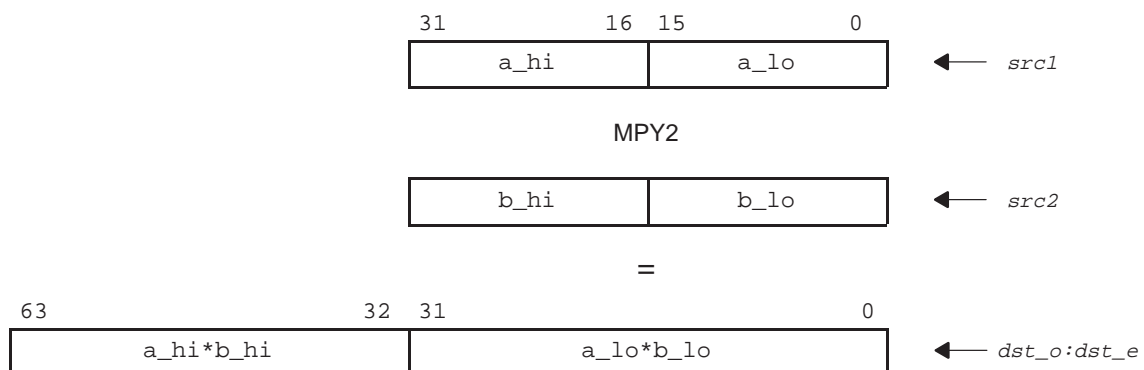 31 16 15 0
a_hi a_lo src1
MPY2
b_hi b_lo src2
=
63 32 31 0
a_hi*b_hi a_lo*b_lo dst_o:dst_e